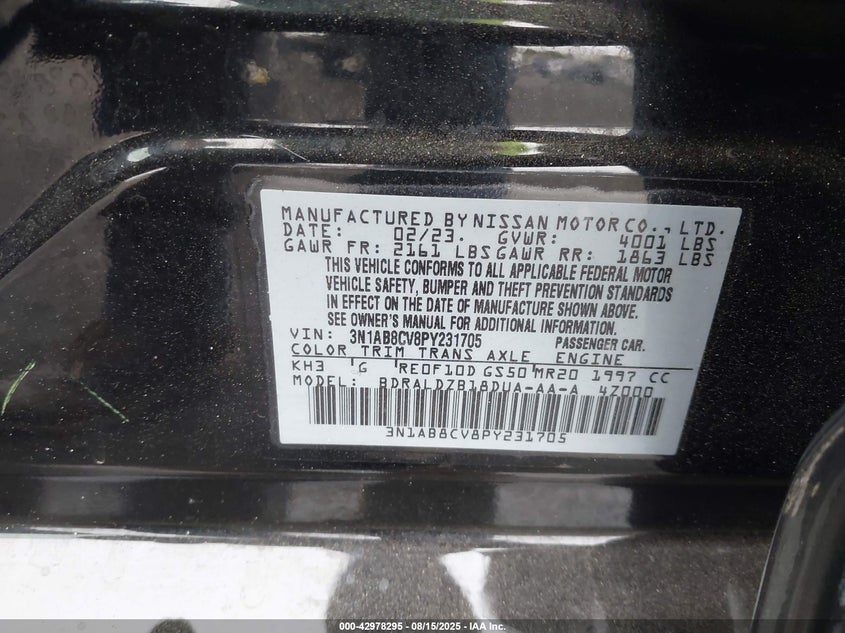 MANUFACTURED BY NISSAN MOTOR CO., LTD.
DATE: 02/23. GVWR: 4001 LBS
GAWR FR: 2161 LBS GAWR RR: 1863 LBS
THIS VEHICLE CONFORMS TO ALL APPLICABLE FEDERAL MOTOR
VEHICLE SAFETY, BUMPER AND THEFT PREVENTION STANDARDS
IN EFFECT ON THE DATE OF MANUFACTURE SHOWN ABOVE.
SEE OWNER'S MANUAL FOR ADDITIONAL INFORMATION
VIN: 3N1AB8CV8PY231705 PASSENGER CAR.
COLOR TRIM TRANS AXLE ENGINE
KH3 G RE0F10D GS50 MR20 1997 CC
MODEL: BDRALDZB18DUA-AA-A 4Z000
3N1AB8CV8PY231705
000-42978295 - 08/15/2025 - IAA Inc.